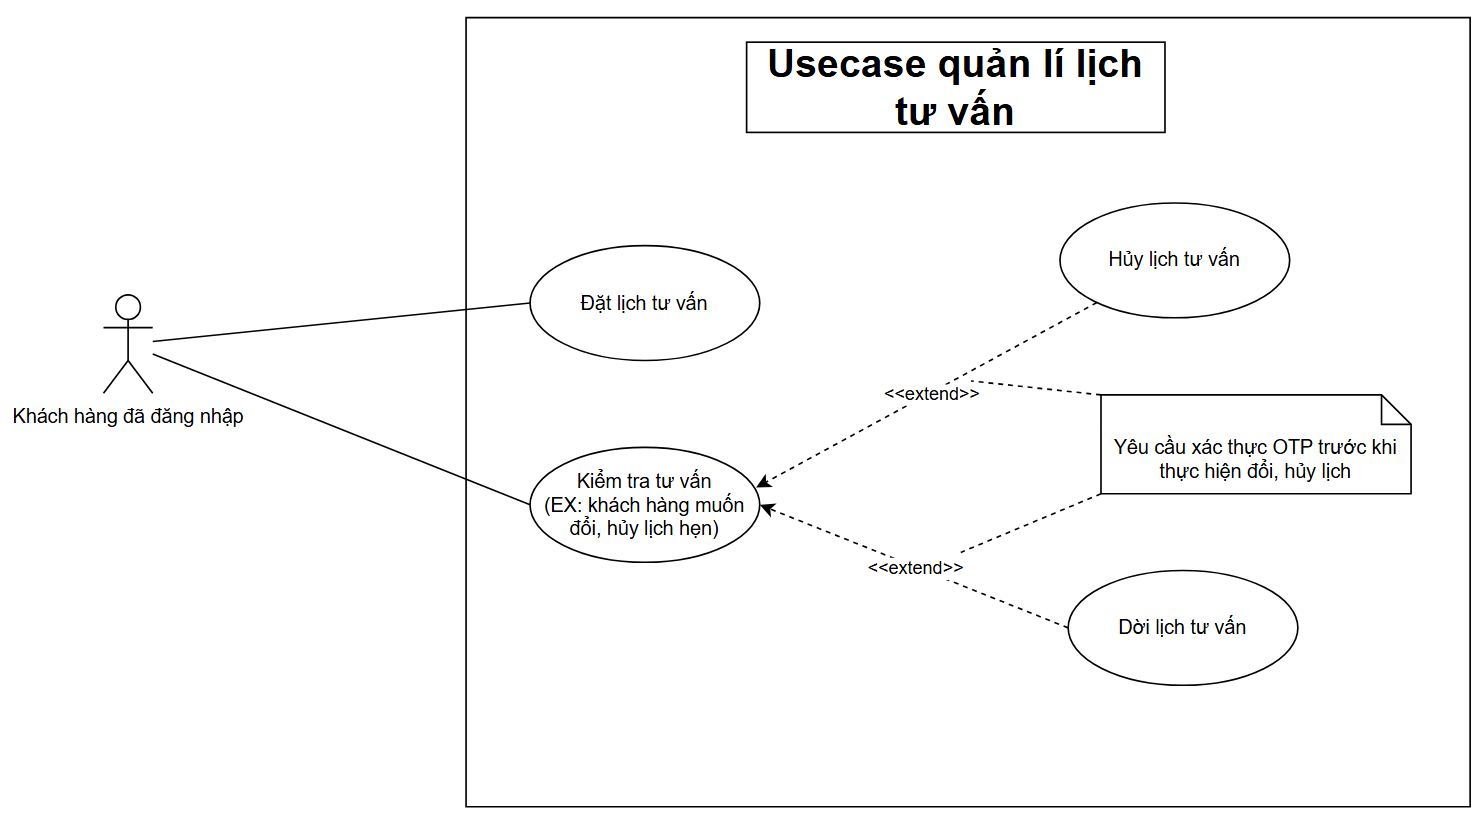 Usecase quản lí lịch
tư vấn
Hủy lịch tư vấn
Đặt lịch tư vấn
<<extend>>
Khách hàng đã đăng nhập
Yêu cầu xác thực OTP trước khi
thực hiện đổi, hủy lịch
Kiểm tra tư vấn
(EX: khách hàng muốn
đổi, hủy lịch hẹn)
<<extend>>
Dời lịch tư vấn